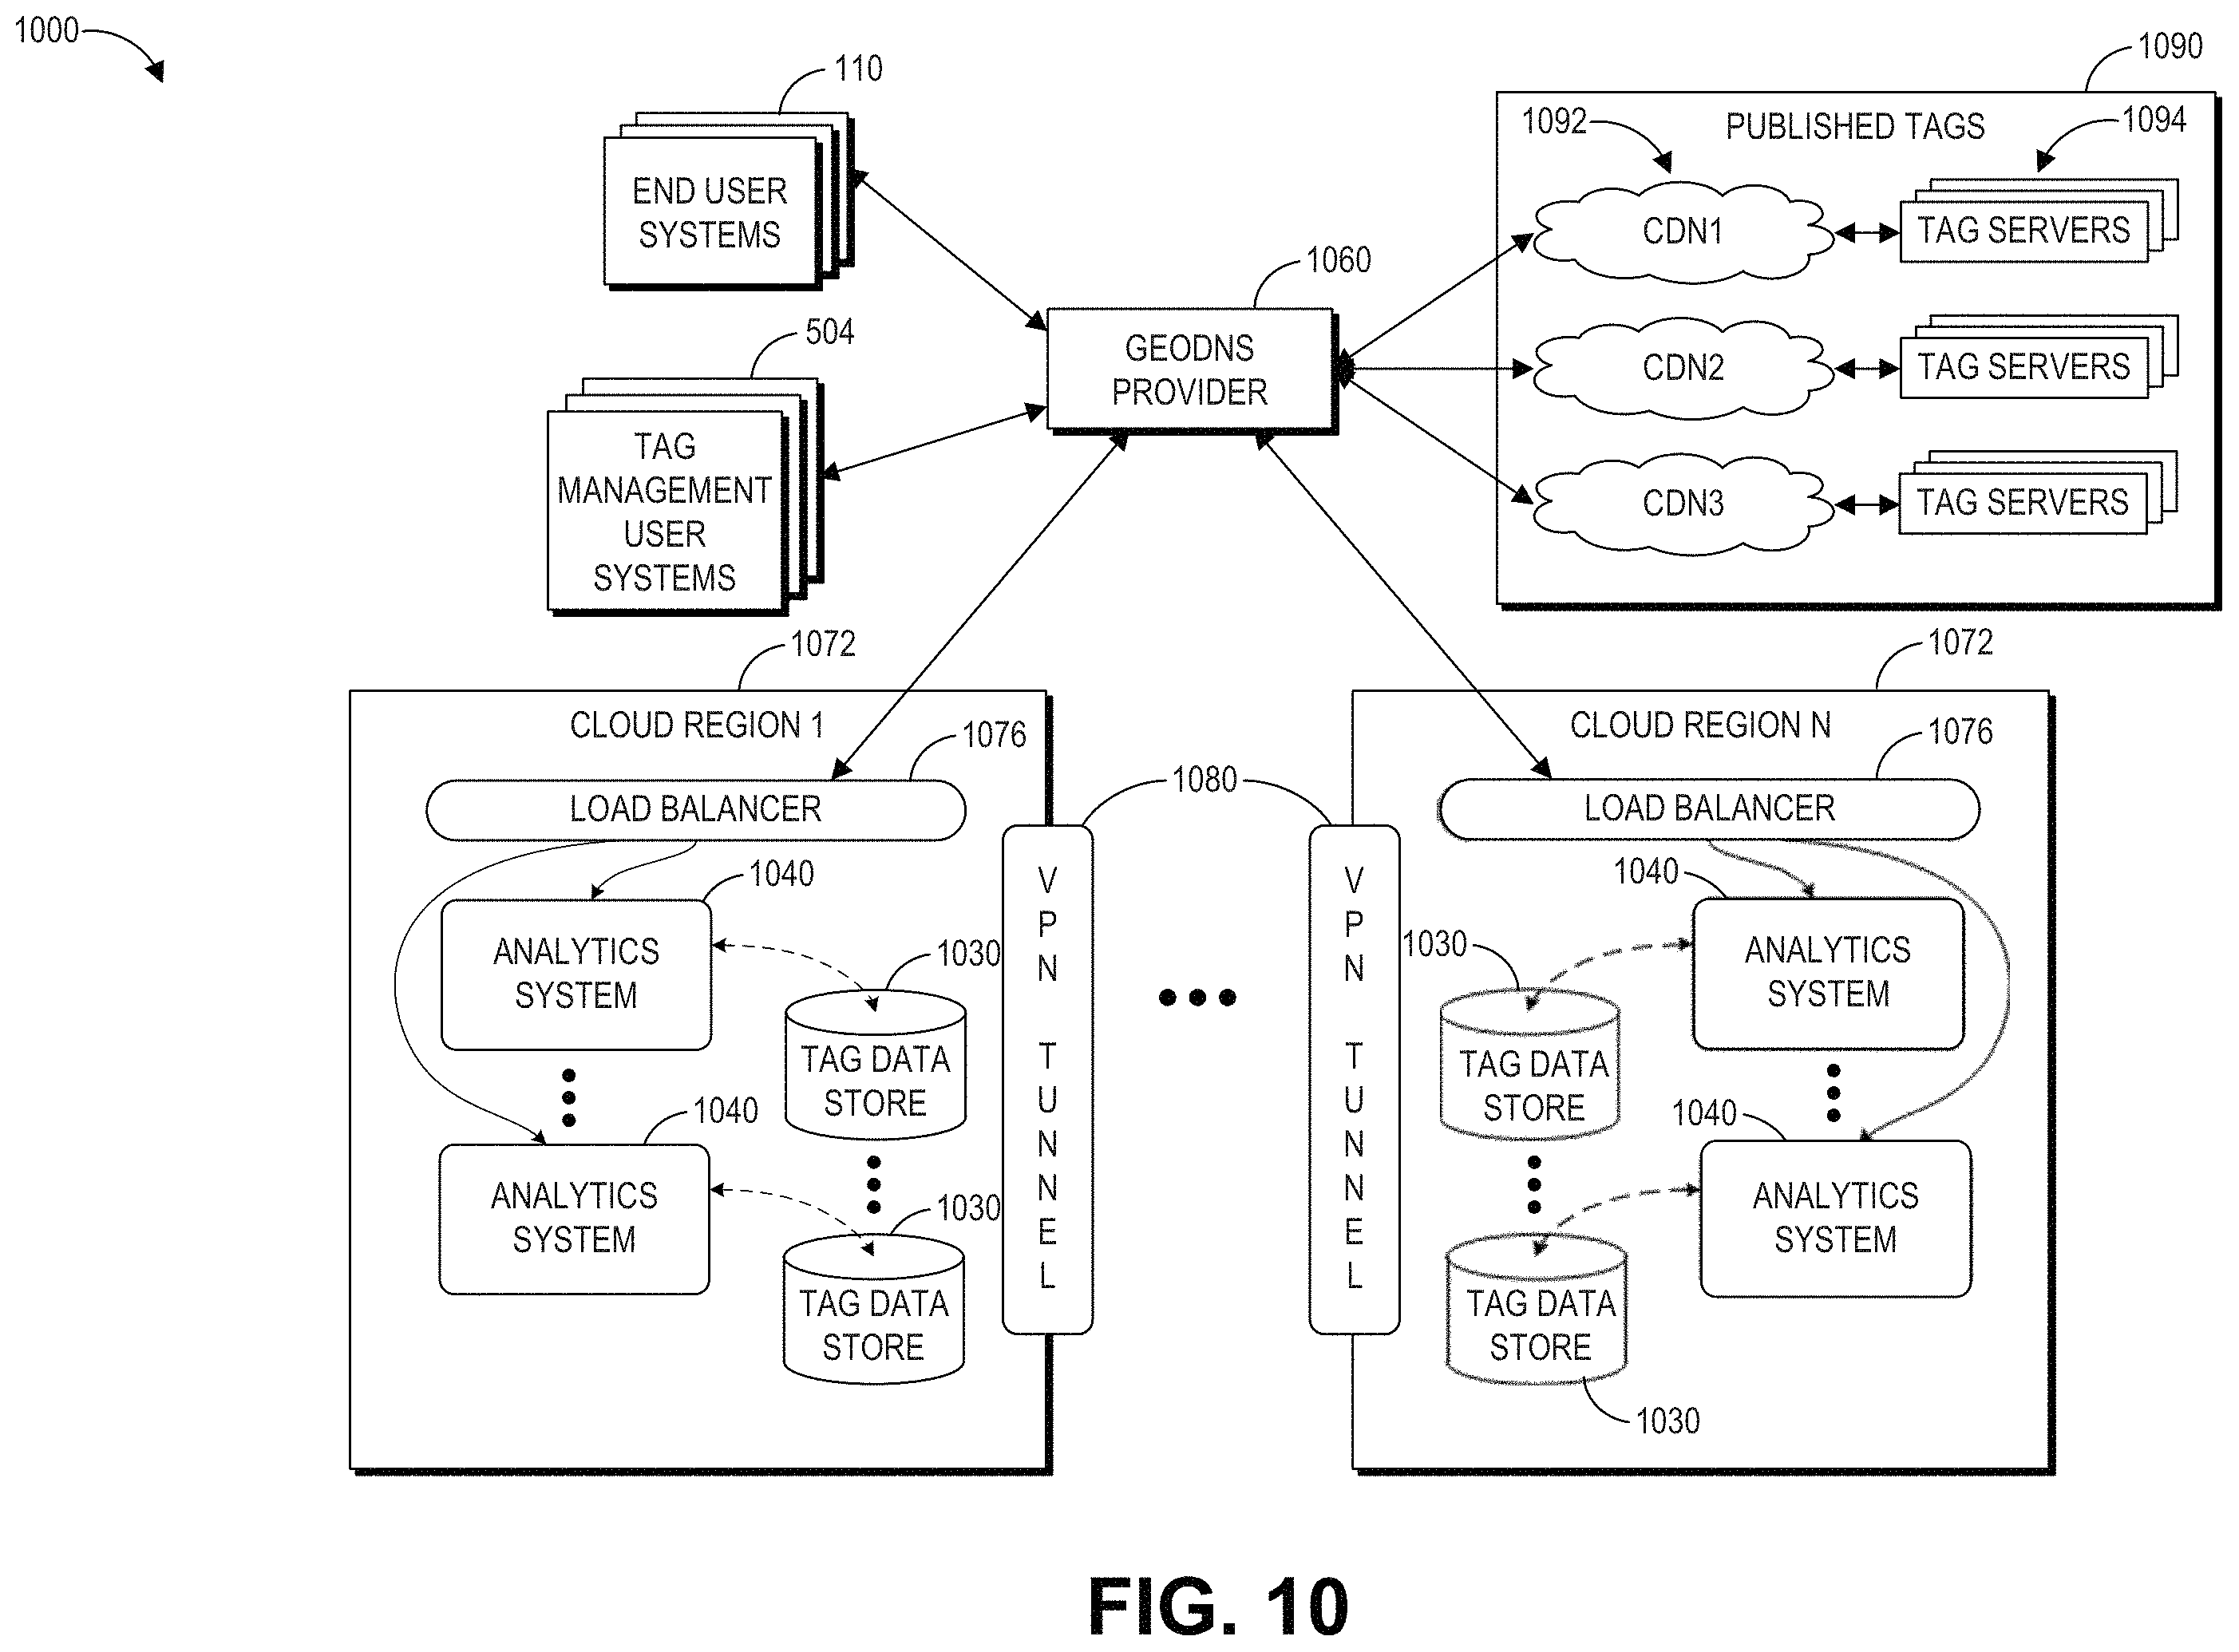 1000
110
END USER
SYSTEMS
504
TAG
MANAGEMENT
USER
SYSTEMS
1060
GEODNS
PROVIDER
1090
PUBLISHED TAGS
1092
1094
CDN1
TAG SERVERS
CDN2
TAG SERVERS
CDN3
TAG SERVERS
1072
CLOUD REGION 1
1076
LOAD BALANCER
1040
ANALYTICS
SYSTEM
1030
TAG DATA
STORE
1040
ANALYTICS
SYSTEM
1030
TAG DATA
STORE
1080
VPN TUNNEL
VPN TUNNEL
1072
CLOUD REGION N
1076
LOAD BALANCER
1040
ANALYTICS
SYSTEM
1030
TAG DATA
STORE
1040
ANALYTICS
SYSTEM
TAG DATA
STORE
1030
FIG. 10